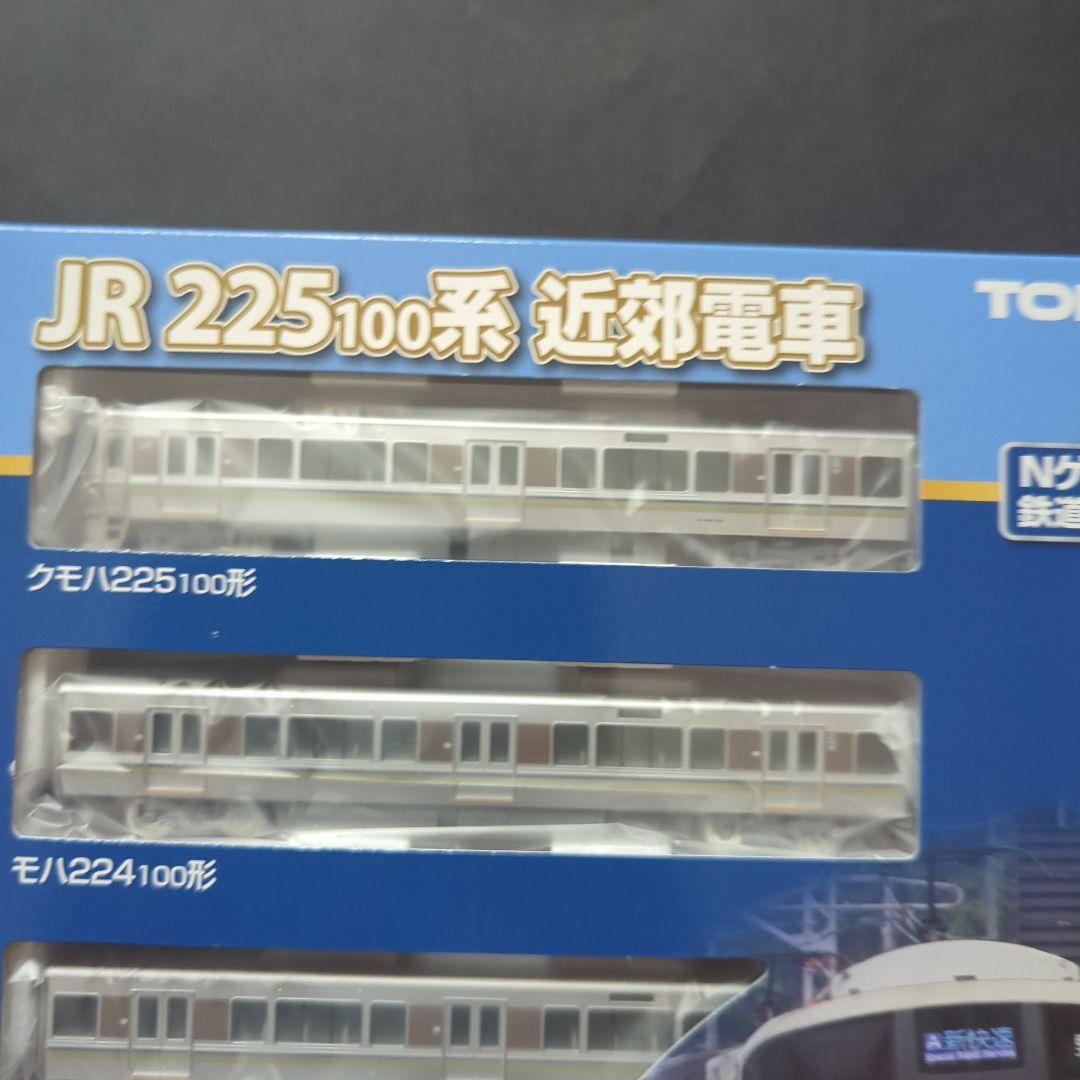 JR 225100系 近郊電車
TO
Nゲ
鉄道
クモハ225100形
モハ224100形
A新快速